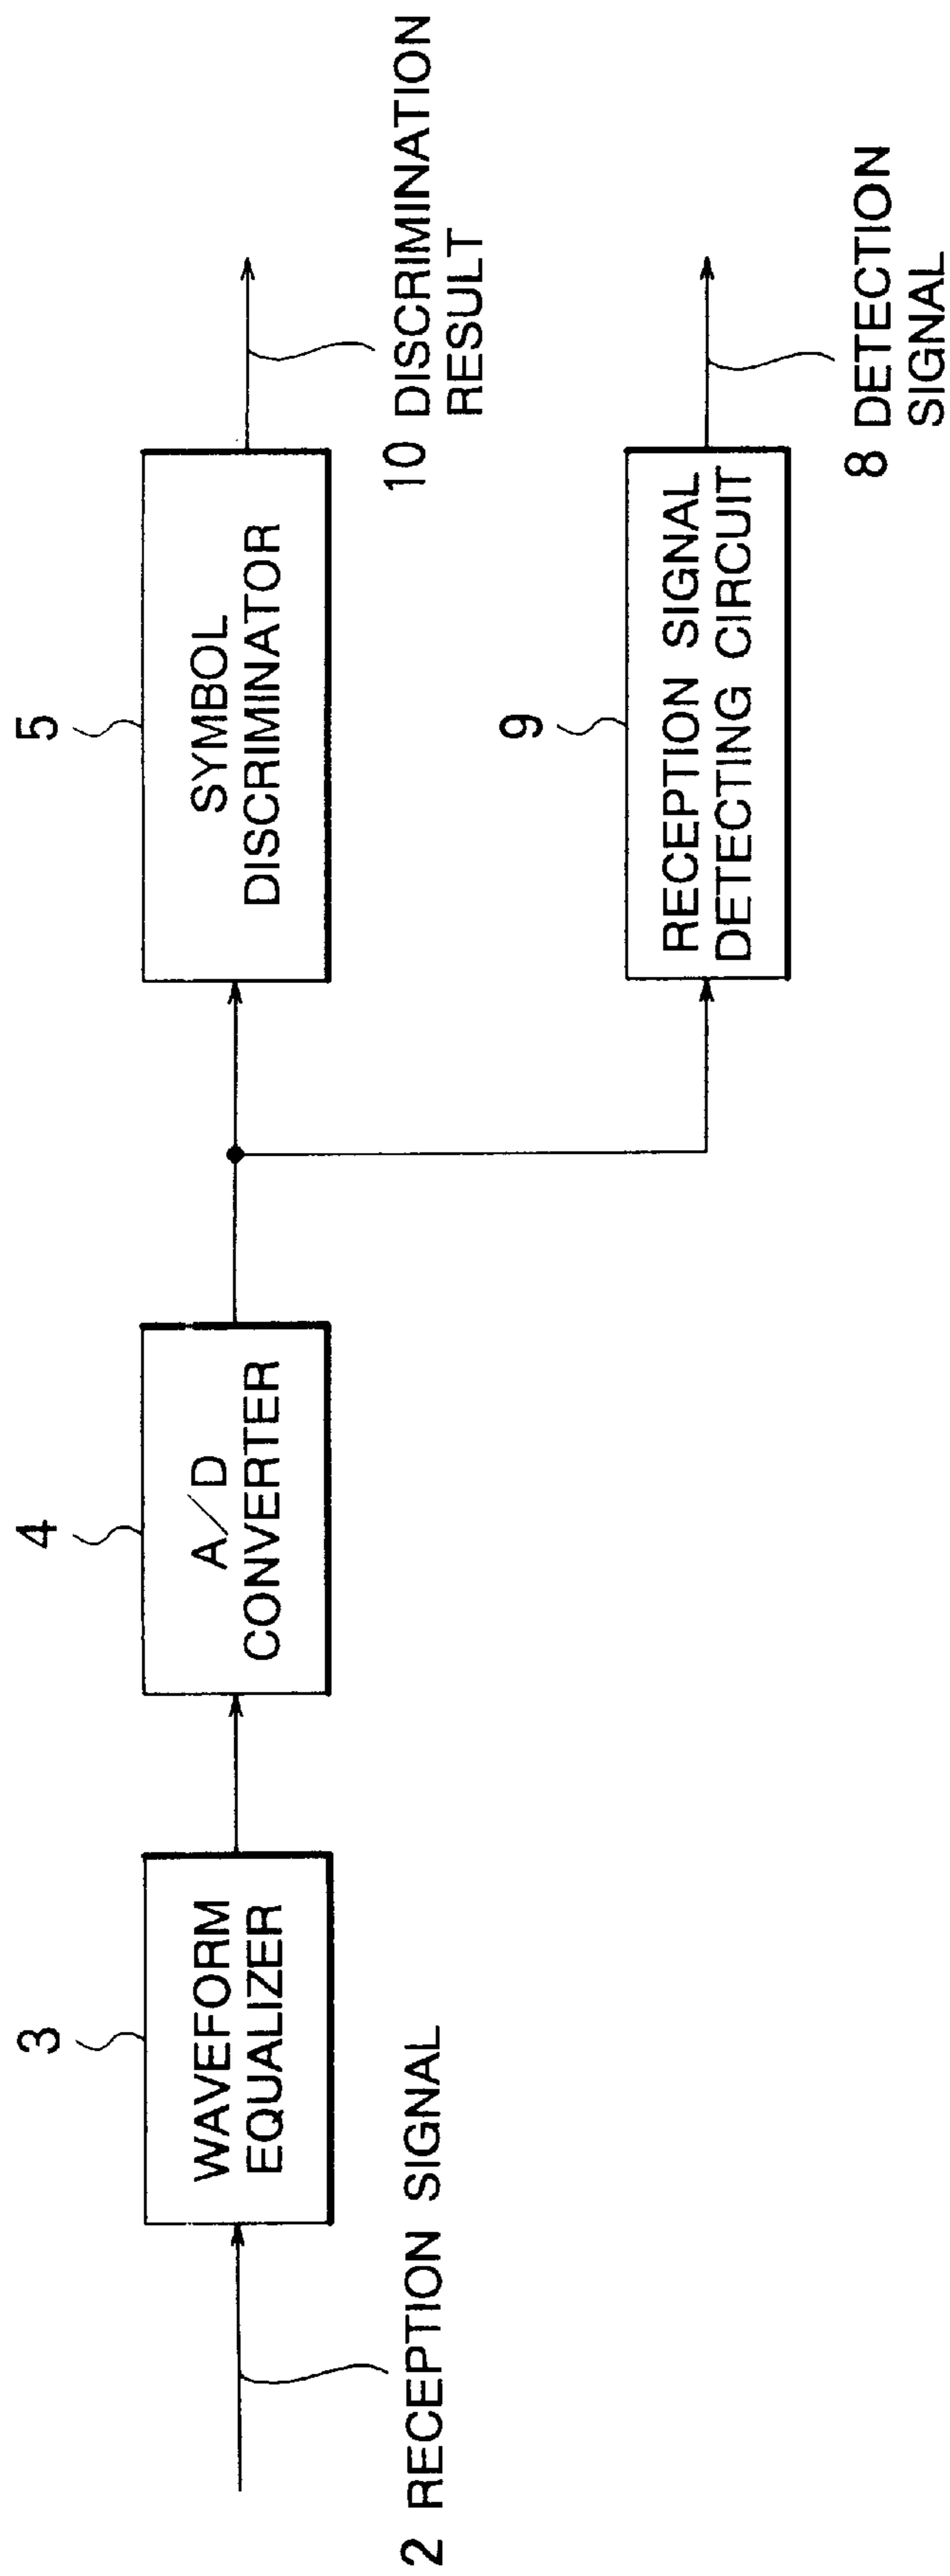 2 RECEPTION SIGNAL
3
WAVEFORM
EQUALIZER
4
A/D
CONVERTER
5
SYMBOL
DISCRIMINATOR
10 DISCRIMINATION
RESULT
9
RECEPTION SIGNAL
DETECTING CIRCUIT
8 DETECTION
SIGNAL